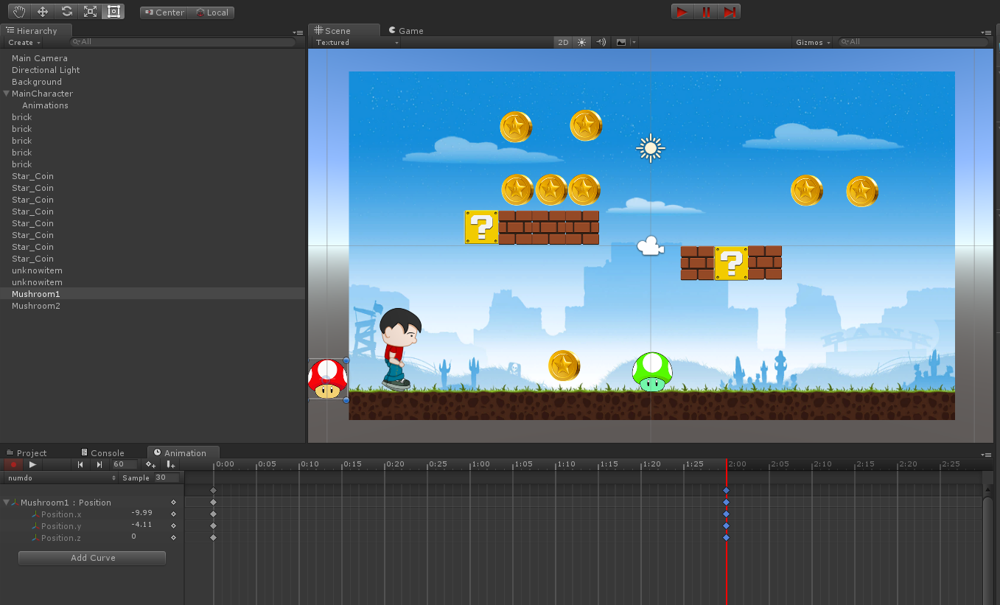 Center Local
Hierarchy
Create All
Main Camera
Directional Light
Background
MainCharacter
Animations
brick
brick
brick
brick
brick
Star_Coin
Star_Coin
Star_Coin
Star_Coin
Star_Coin
Star_Coin
Star_Coin
Star_Coin
unknowitem
unknowitem
Mushroom1
Mushroom2
Scene Game
Textured 2D Gizmos All
?
?
BANK
Project Console Animation
60 0:00 0:05 0:10 0:15 0:20 0:25 1:00 1:05 1:10 1:15 1:20 1:25 2:00 2:05 2:10 2:15 2:20 2:25
numdo Sample 30
Mushroom1 : Position
Position.x -9.99
Position.y -4.11
Position.z 0
Add Curve